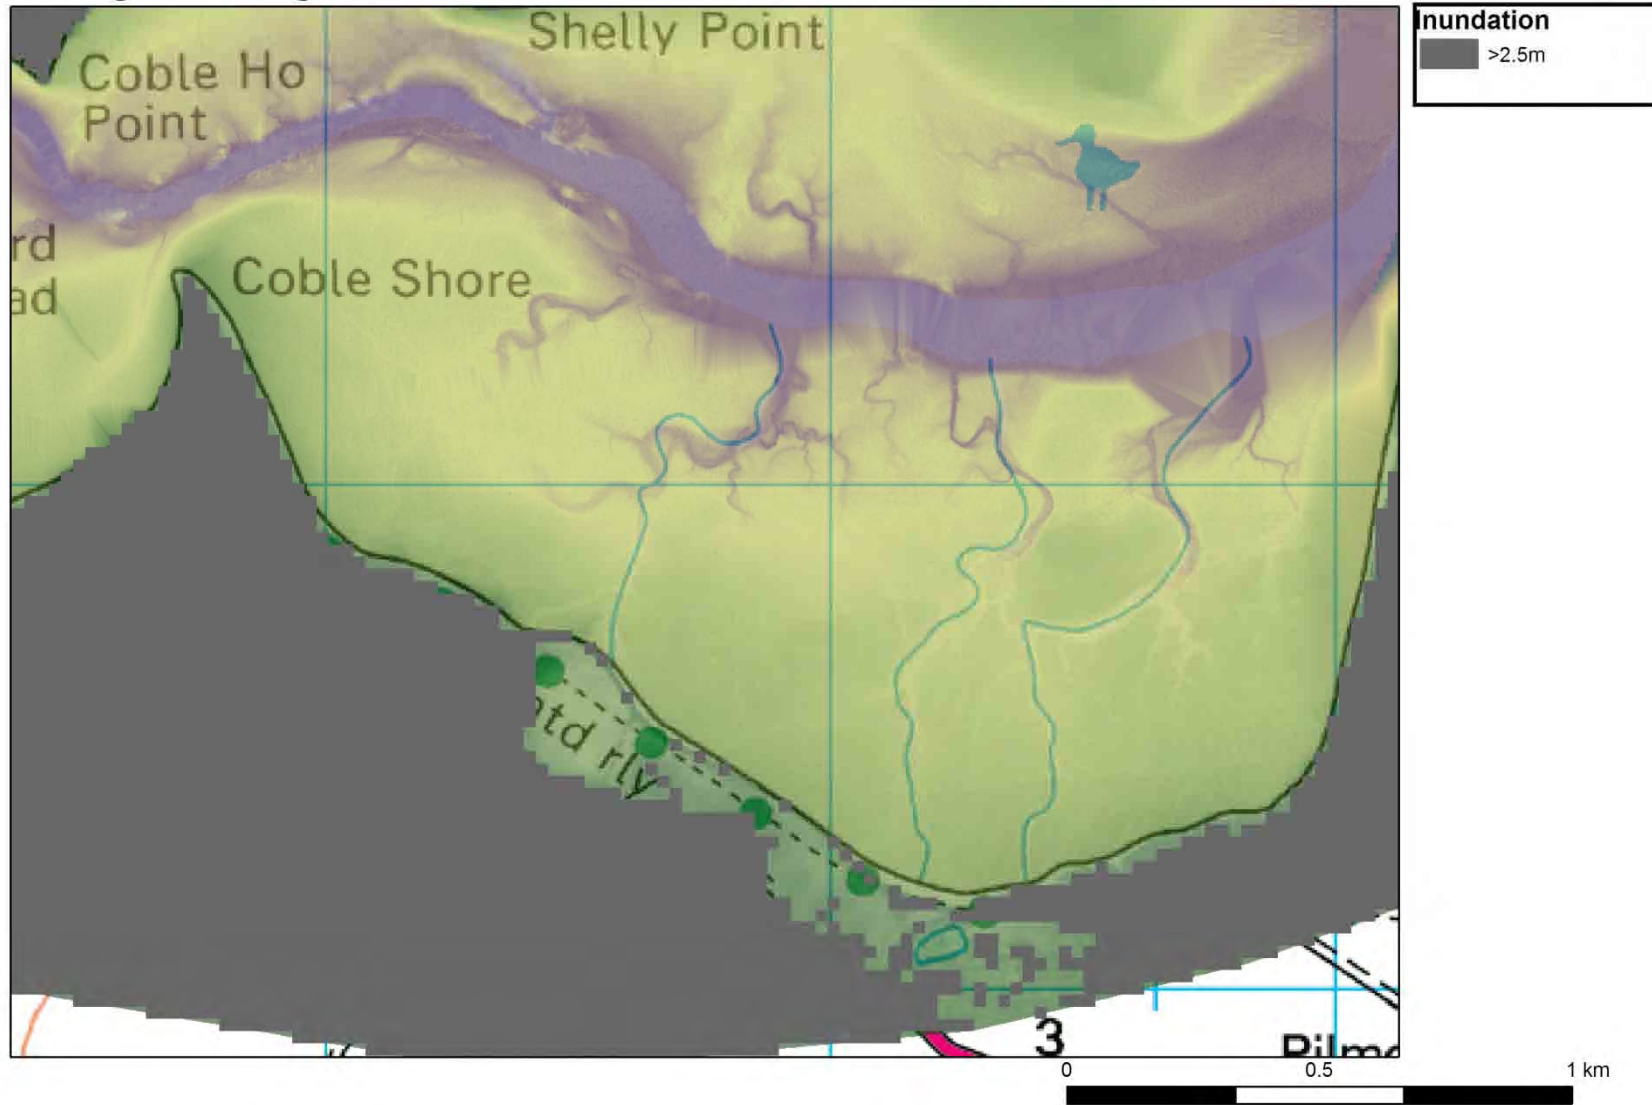 Shelly Point
Coble Ho
Point
rd
ad
Coble Shore
td rly
3
Inundation
>2.5m
0 0.5 1 km